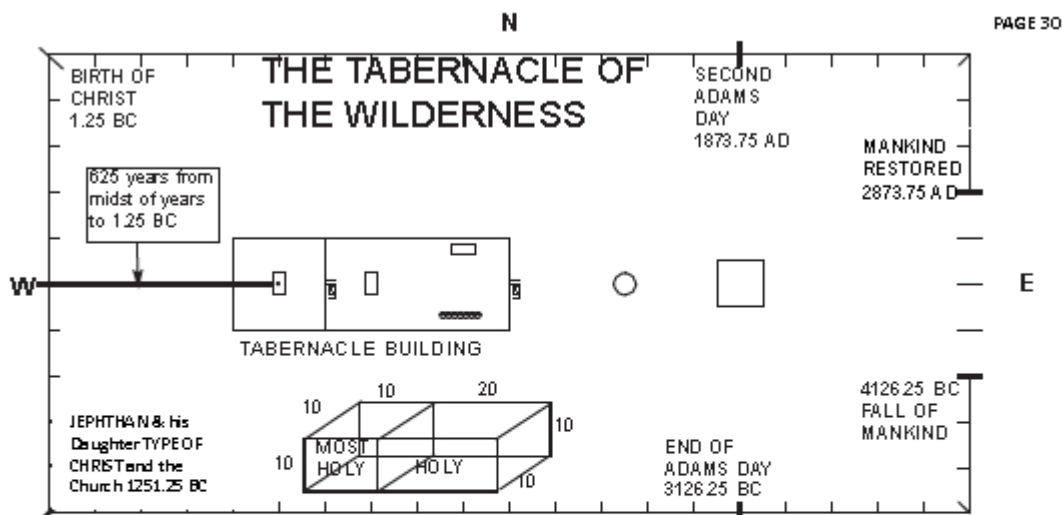 N
PAGE 30
BIRTH OF
CHRIST
1.25 BC
THE TABERNACLE OF
THE WILDERNESS
SECOND
ADAMS
DAY
1873.75 AD
MANKIND
RESTORED
2873.75 AD
625 years from
midst of years
to 1.25 BC
W
E
TABERNACLE BUILDING
10
10
20
10
10
10
MOST
HOLY
HOLY
JEPHTHAN & his
Daughter TYPE OF
CHRIST and the
Church 1251.25 BC
END OF
ADAMS DAY
3126.25 BC
4126.25 BC
FALL OF
MANKIND